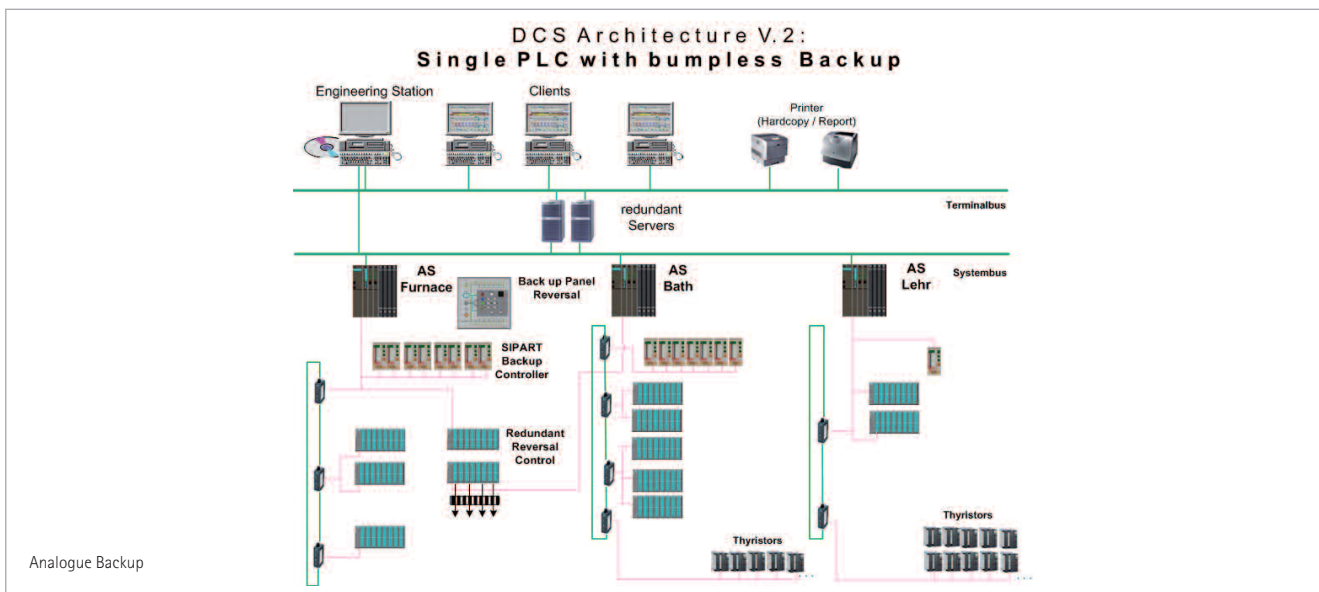 DCS Architecture V.2:
Single PLC with bumpless Backup
Engineering Station
Clients
Printer
(Hardcopy / Report)
Terminalbus
redundant
Servers
AS
Furnace
Back up Panel
Reversal
AS
Bath
AS
Lehr
Systembus
SIPART
Backup
Controller
Redundant
Reversal
Control
Thyristors
Thyristors
Analogue Backup